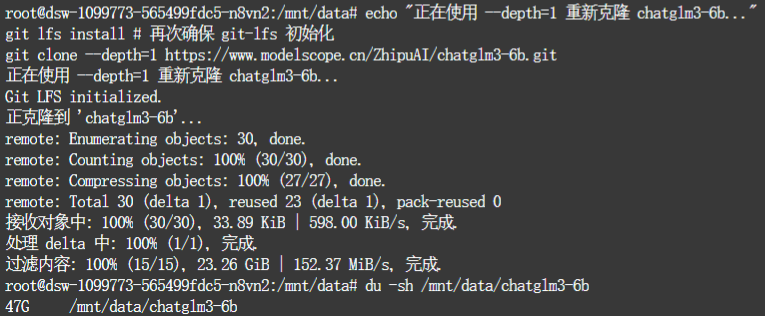 root@dsw-1099773-565499fdc5-n8vn2:/mnt/data# echo "正在使用 --depth=1 重新克隆 chatglm3-6b..."
git lfs install # 再次确保 git-lfs 初始化
git clone --depth=1 https://www.modelscope.cn/ZhipuAI/chatglm3-6b.git
正在使用 --depth=1 重新克隆 chatglm3-6b...
Git LFS initialized.
正克隆到 'chatglm3-6b'...
remote: Enumerating objects: 30, done.
remote: Counting objects: 100% (30/30), done.
remote: Compressing objects: 100% (27/27), done.
remote: Total 30 (delta 1), reused 23 (delta 1), pack-reused 0
接收对象中: 100% (30/30), 33.89 KiB | 598.00 KiB/s, 完成.
处理 delta 中: 100% (1/1), 完成.
过滤内容: 100% (15/15), 23.26 GiB | 152.37 MiB/s, 完成.
root@dsw-1099773-565499fdc5-n8vn2:/mnt/data# du -sh /mnt/data/chatglm3-6b
47G /mnt/data/chatglm3-6b